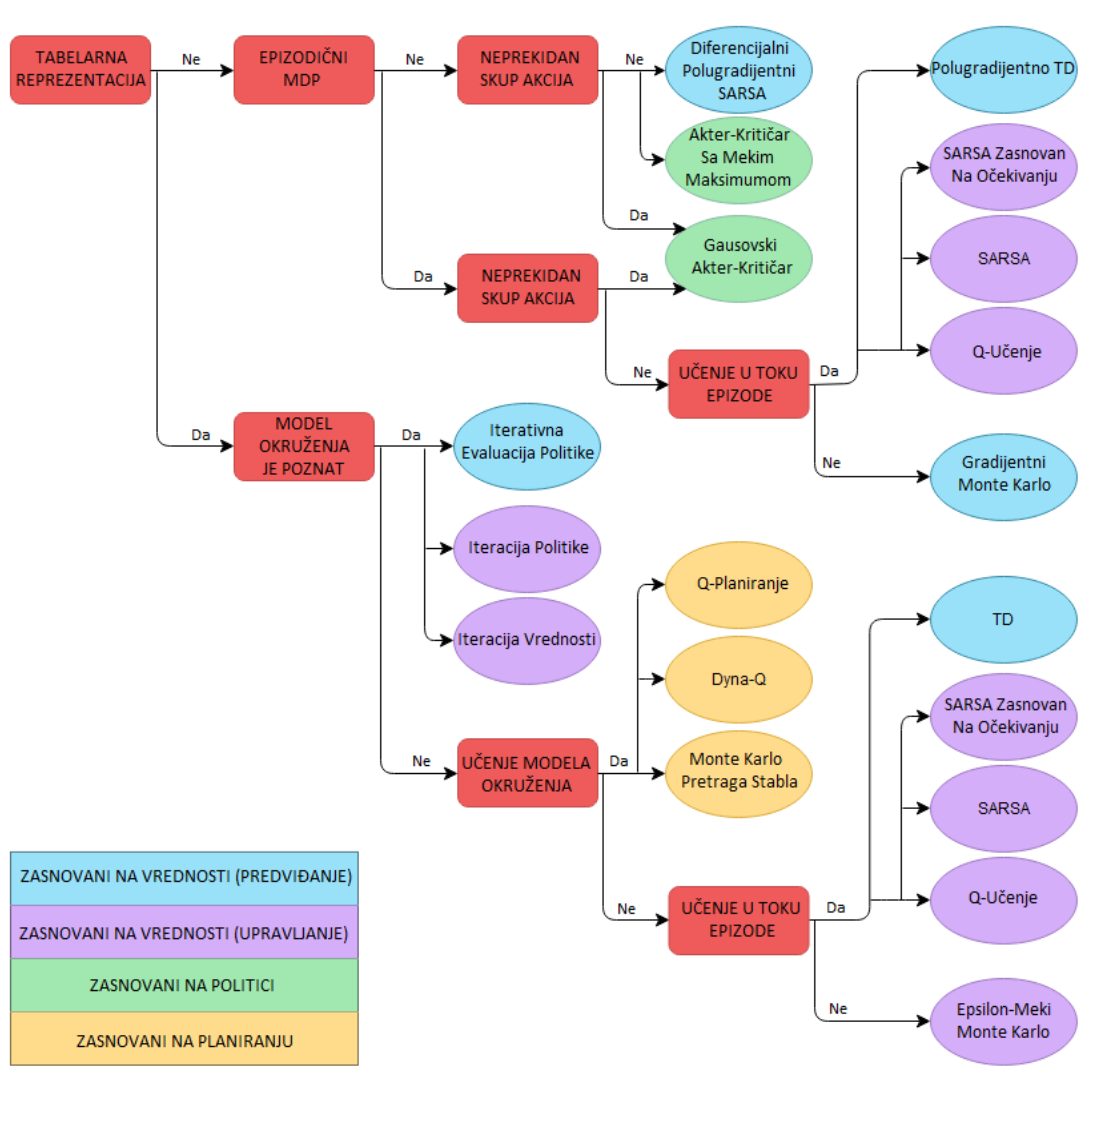 TABELARNA
REPREZENTACIJA
Ne
EPIZODIČNI
MDP
Ne
NEPREKIDAN
SKUP AKCIJA
Ne
Diferencijalni
Polugradijentni
SARSA
Akter-Kritičar
Sa Mekim
Maksimumom
Da
Gausovski
Akter-Kritičar
Da
NEPREKIDAN
SKUP AKCIJA
Da
Ne
UČENJE U TOKU
EPIZODE
Da
Polugradijentno TD
SARSA Zasnovan
Na Očekivanju
SARSA
Q-Učenje
Ne
Gradijentni
Monte Karlo
Da
MODEL
OKRUŽENJA
JE POZNAT
Da
Iterativna
Evaluacija Politike
Iteracija Politike
Iteracija Vrednosti
Ne
UČENJE MODELA
OKRUŽENJA
Da
Q-Planiranje
Dyna-Q
Monte Karlo
Pretraga Stabla
Ne
UČENJE U TOKU
EPIZODE
Da
TD
SARSA Zasnovan
Na Očekivanju
SARSA
Q-Učenje
Ne
Epsilon-Meki
Monte Karlo
ZASNOVANI NA VREDNOSTI (PREDVIĐANJE)
ZASNOVANI NA VREDNOSTI (UPRAVLJANJE)
ZASNOVANI NA POLITICI
ZASNOVANI NA PLANIRANJU